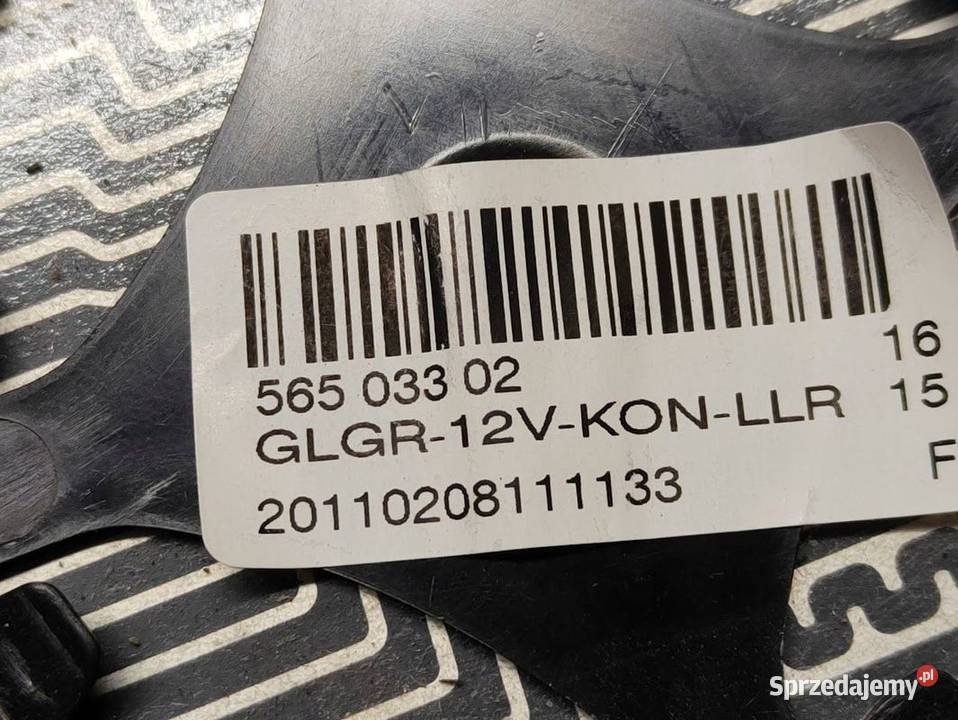 565 033 02 16
GLGR-12V-KON-LLR 15
20110208111133 F
Sprzedajemy.pl